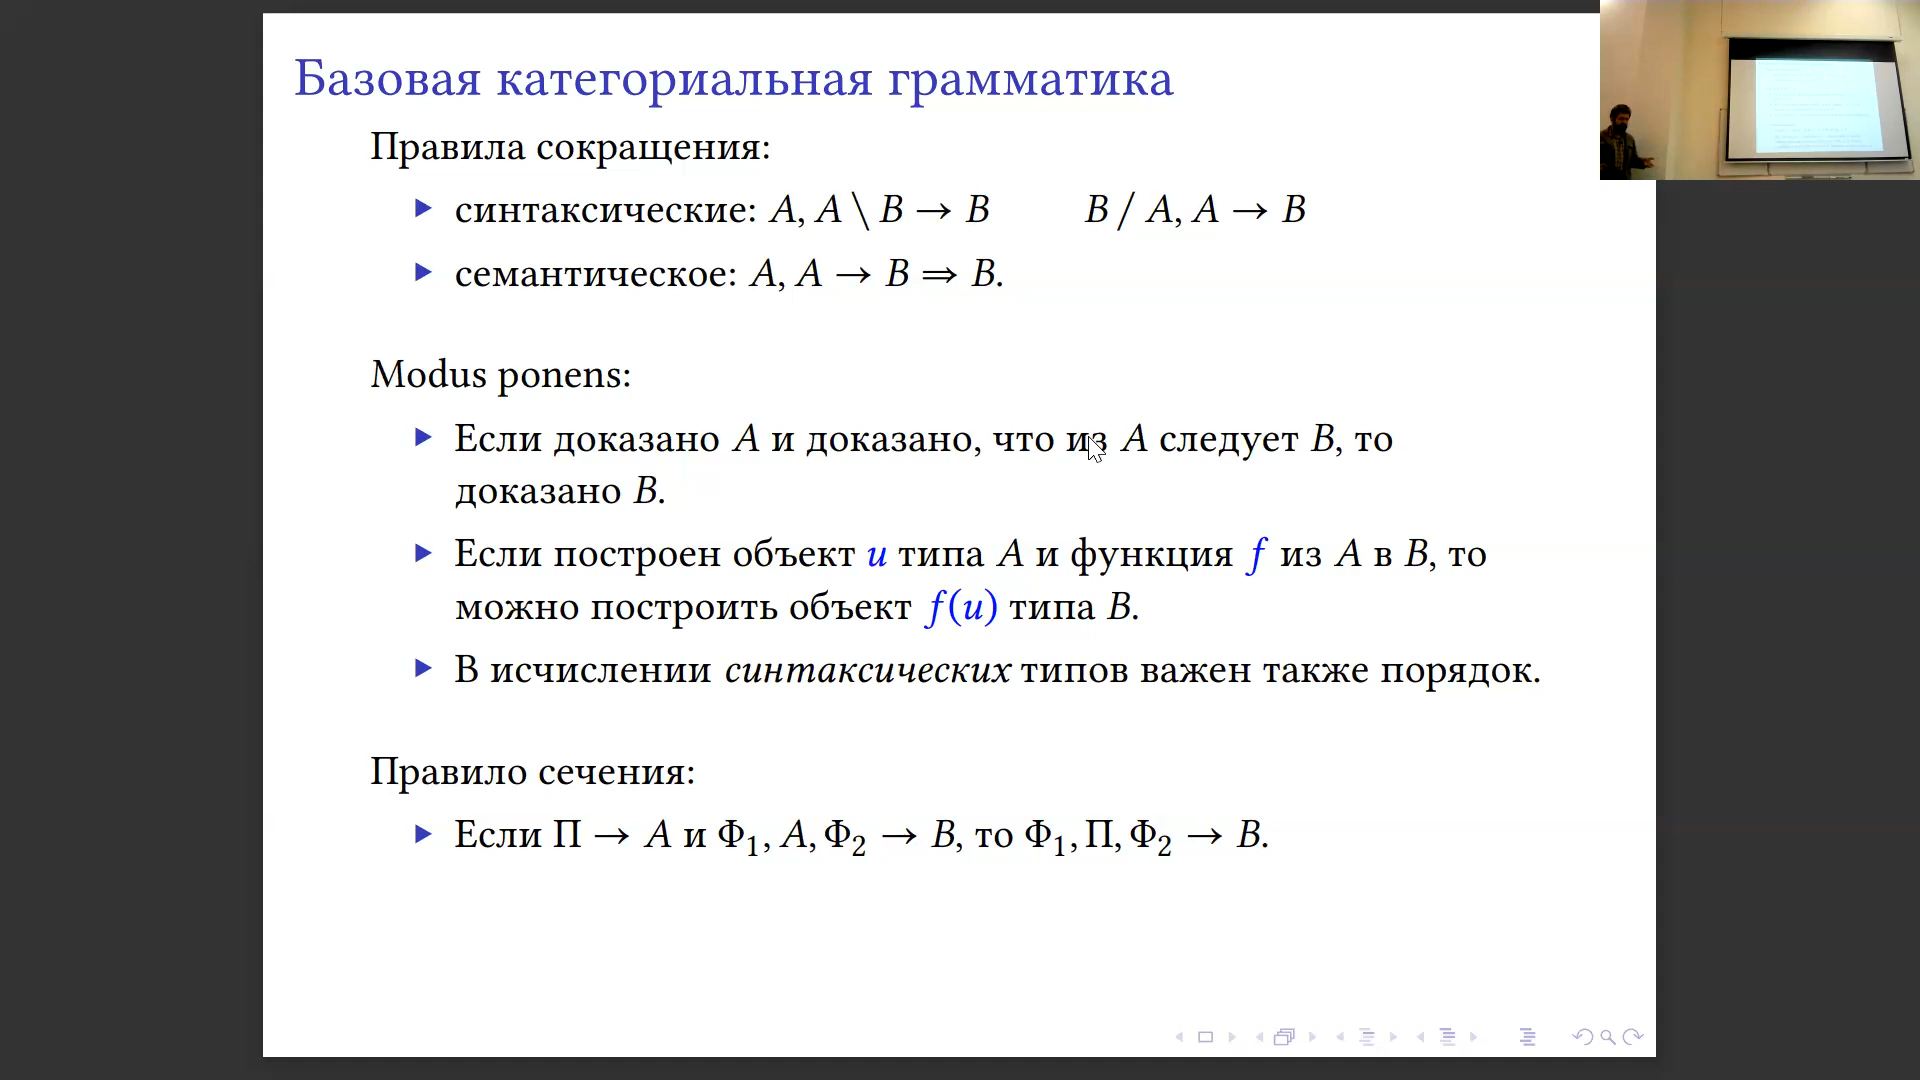 Базовая категориальная грамматика
Правила сокращения:
синтаксические: A, A \ B → B B / A, A → B
семантическое: A, A → B ⇒ B.
Modus ponens:
Если доказано A и доказано, что из A следует B, то
доказано B.
Если построен объект u типа A и функция f из A в B, то
можно построить объект f(u) типа B.
В исчислении синтаксических типов важен также порядок.
Правило сечения:
Если Π → A и Φ₁, A, Φ₂ → B, то Φ₁, Π, Φ₂ → B.